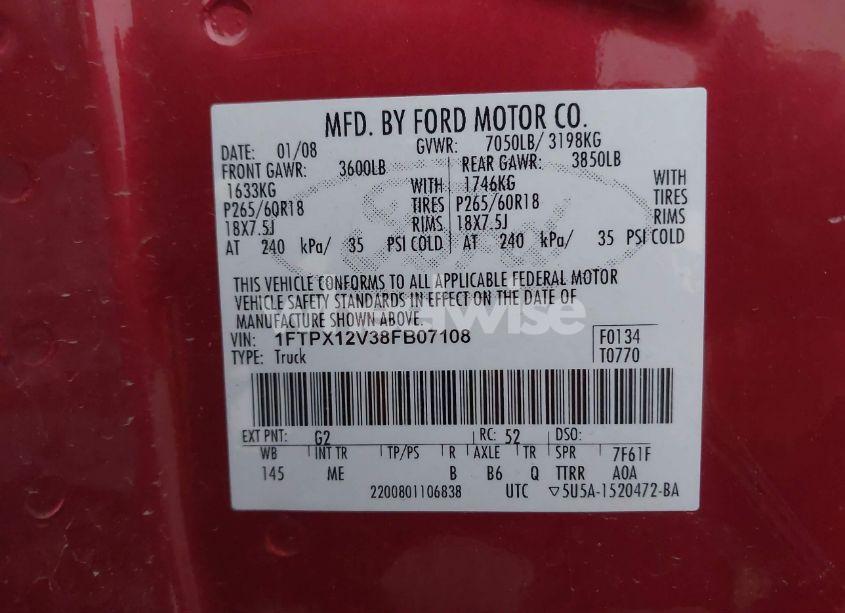 MFD. BY FORD MOTOR CO.
DATE: 01/08 GVWR: 7050LB/ 3198KG
FRONT GAWR: 3600LB REAR GAWR: 3850LB
1633KG WITH 1746KG WITH
P265/60R18 TIRES P265/60R18 TIRES
18X7.5J RIMS 18X7.5J RIMS
AT 240 kPa/ 35 PSI COLD AT 240 kPa/ 35 PSI COLD
THIS VEHICLE CONFORMS TO ALL APPLICABLE FEDERAL MOTOR
VEHICLE SAFETY STANDARDS IN EFFECT ON THE DATE OF
MANUFACTURE SHOWN ABOVE.
VIN: 1FTPX12V38FB07108 F0134
TYPE: Truck T0770
EXT PNT: G2 RC: 52 DSO:
WB INT TR TP/PS R AXLE TR SPR 7F61F
145 ME B B6 Q TTRR AOA
2200801106838 UTC ▽5U5A-1520472-BA